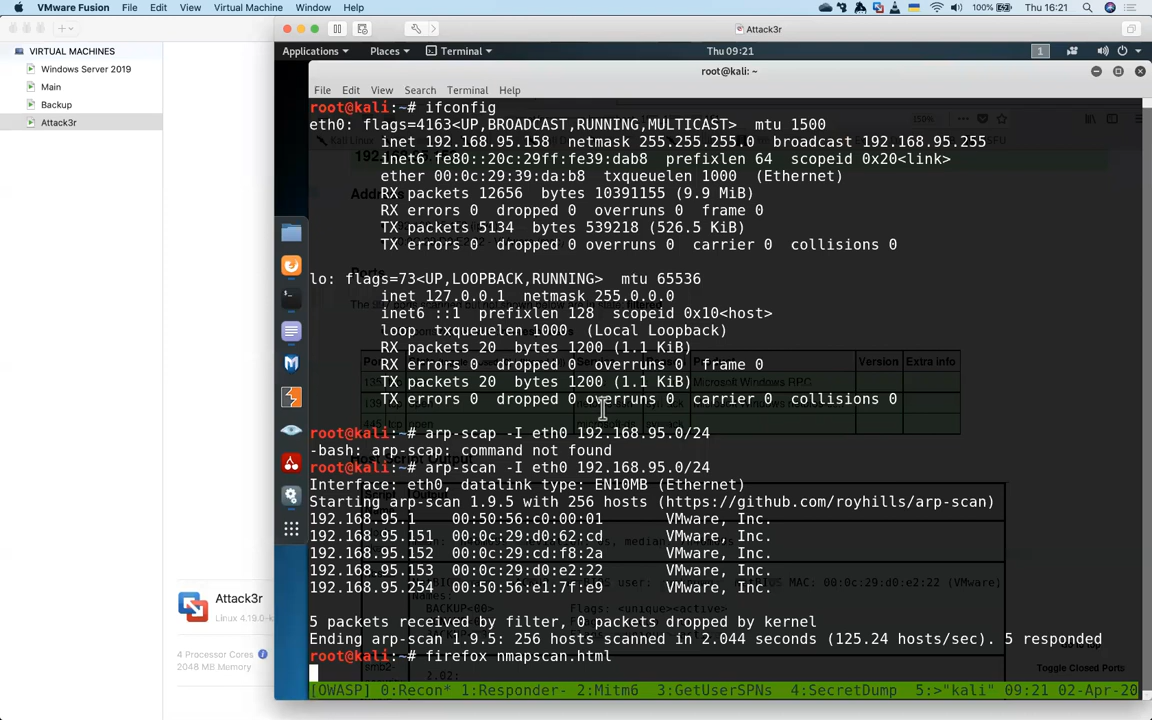 VMware Fusion File Edit View Virtual Machine Window Help 100% Thu 16:21
Attack3r
VIRTUAL MACHINES
Windows Server 2019
Main
Backup
Attack3r
Applications Places Terminal Thu 09:21 1
root@kali: ~
File Edit View Search Terminal Help
root@kali:~# ifconfig
eth0: flags=4163<UP,BROADCAST,RUNNING,MULTICAST>  mtu 1500
inet 192.168.95.158  netmask 255.255.255.0  broadcast 192.168.95.255
inet6 fe80::20c:29ff:fe39:dab8  prefixlen 64  scopeid 0x20<link>
ether 00:0c:29:39:da:b8  txqueuelen 1000  (Ethernet)
RX packets 12656  bytes 10391155 (9.9 MiB)
RX errors 0  dropped 0  overruns 0  frame 0
TX packets 5134  bytes 539218 (526.5 KiB)
TX errors 0  dropped 0 overruns 0  carrier 0  collisions 0
lo: flags=73<UP,LOOPBACK,RUNNING>  mtu 65536
inet 127.0.0.1  netmask 255.0.0.0
inet6 ::1  prefixlen 128  scopeid 0x10<host>
loop  txqueuelen 1000  (Local Loopback)
RX packets 20  bytes 1200 (1.1 KiB)
RX errors 0  dropped 0  overruns 0  frame 0
TX packets 20  bytes 1200 (1.1 KiB)
TX errors 0  dropped 0 overruns 0  carrier 0  collisions 0
root@kali:~# arp-scap -I eth0 192.168.95.0/24
-bash: arp-scap: command not found
root@kali:~# arp-scan -I eth0 192.168.95.0/24
Interface: eth0, datalink type: EN10MB (Ethernet)
Starting arp-scan 1.9.5 with 256 hosts (https://github.com/royhills/arp-scan)
192.168.95.1 00:50:56:c0:00:01 VMware, Inc.
192.168.95.151 00:0c:29:d0:62:cd VMware, Inc.
192.168.95.152 00:0c:29:cd:f8:2a VMware, Inc.
192.168.95.153 00:0c:29:d0:e2:22 VMware, Inc.
192.168.95.254 00:50:56:e1:7f:e9 VMware, Inc.
5 packets received by filter, 0 packets dropped by kernel
Ending arp-scan 1.9.5: 256 hosts scanned in 2.044 seconds (125.24 hosts/sec). 5 responded
root@kali:~# firefox nmapscan.html
[OWASP] 0:Recon* 1:Responder- 2:Mitm6 3:GetUserSPNs 4:SecretDump 5:>"kali" 09:21 02-Apr-20
Version Extra info
Toggle Closed Ports
Attack3r
Linux 4.19.0-k
4 Processor Cores
2048 MB Memory